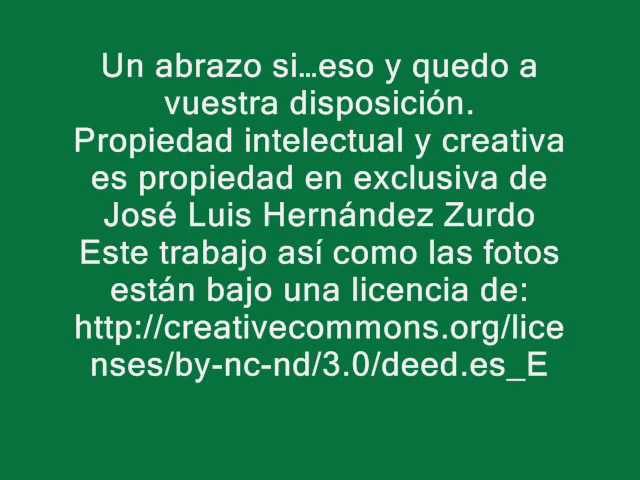 Un abrazo si…eso y quedo a
vuestra disposición.
Propiedad intelectual y creativa
es propiedad en exclusiva de
José Luis Hernández Zurdo
Este trabajo así como las fotos
están bajo una licencia de:
http://creativecommons.org/lice
nses/by-nc-nd/3.0/deed.es_E